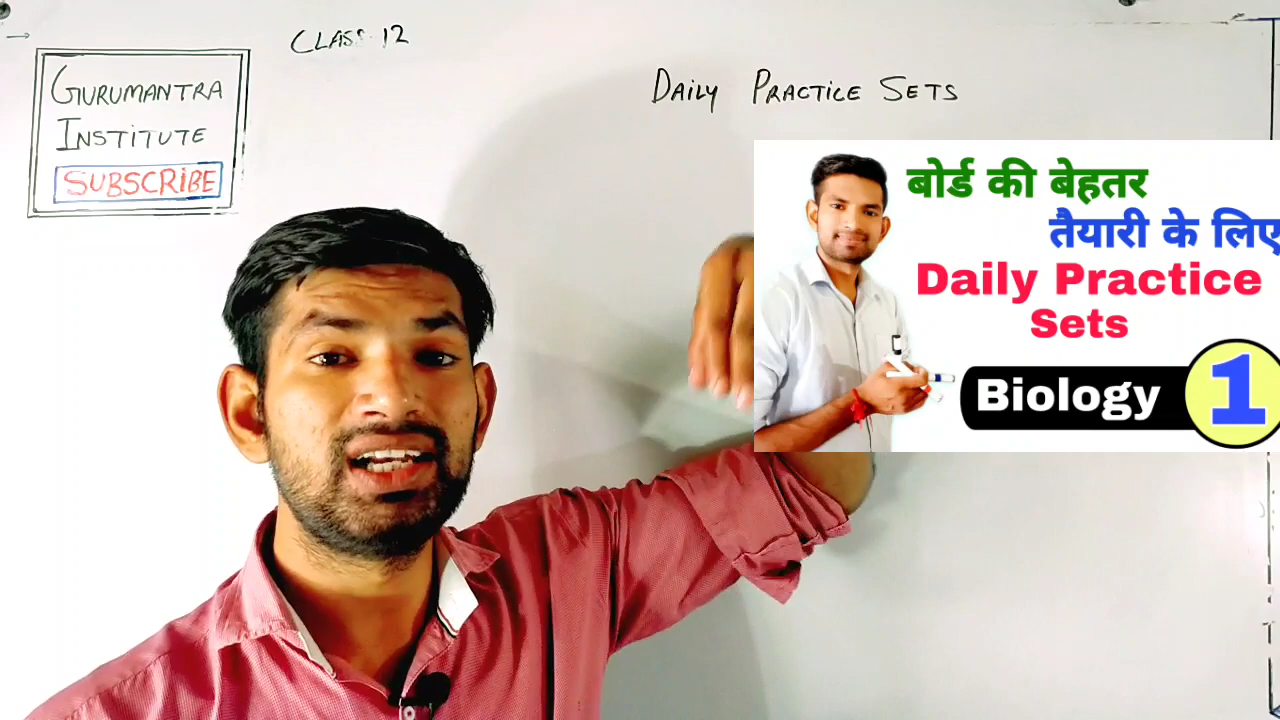 CLASS-12
GURUMANTRA
INSTITUTE
SUBSCRIBE
DAILY PRACTICE SETS
बोर्ड की बेहतर
तैयारी के लिए
Daily Practice
Sets
Biology 1